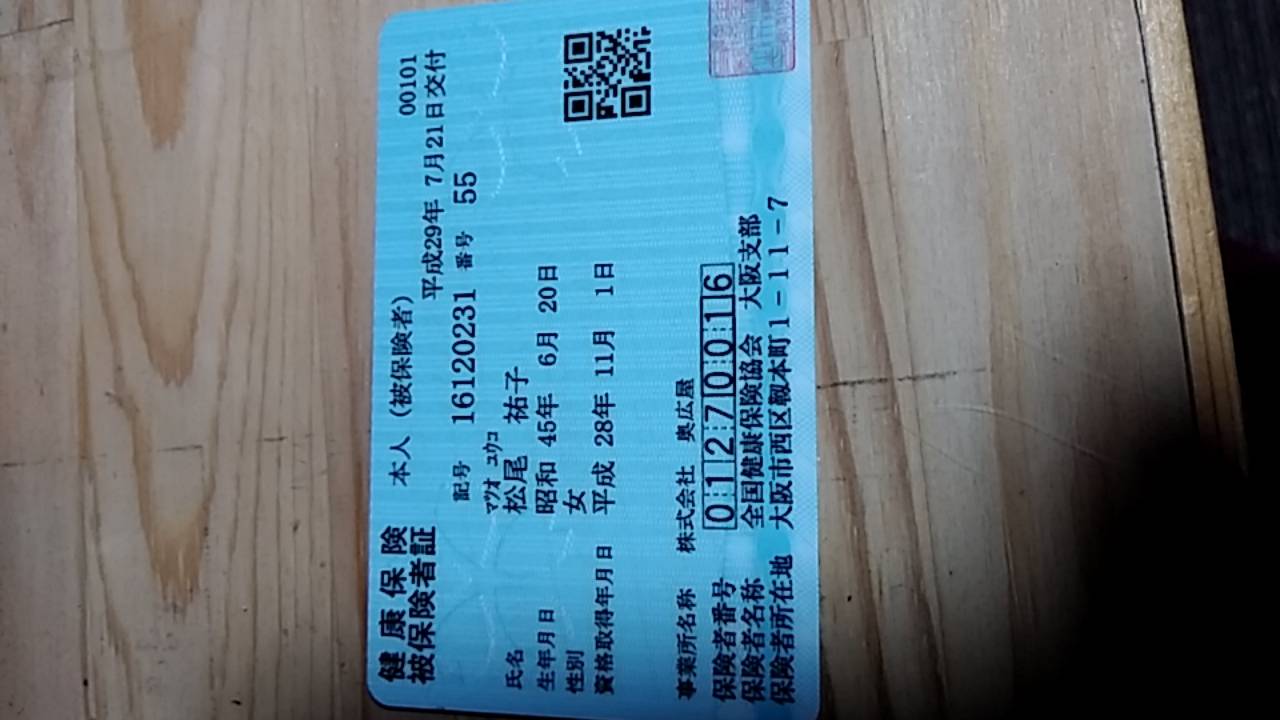 健康保険 本人（被保険者） 00101
被保険者証 平成29年 7月21日交付
記号 16120231 番号 55
ﾏﾂｵ ﾕｳｺ
氏名 松尾 祐子
生年月日 昭和 45年 6月 20日
性別 女
資格取得年月日 平成 28年 11月 1日
事業所名称 株式会社 奥広屋
保険者番号 01270016
保険者名称 全国健康保険協会 大阪支部
保険者所在地 大阪市西区靱本町1－11－7